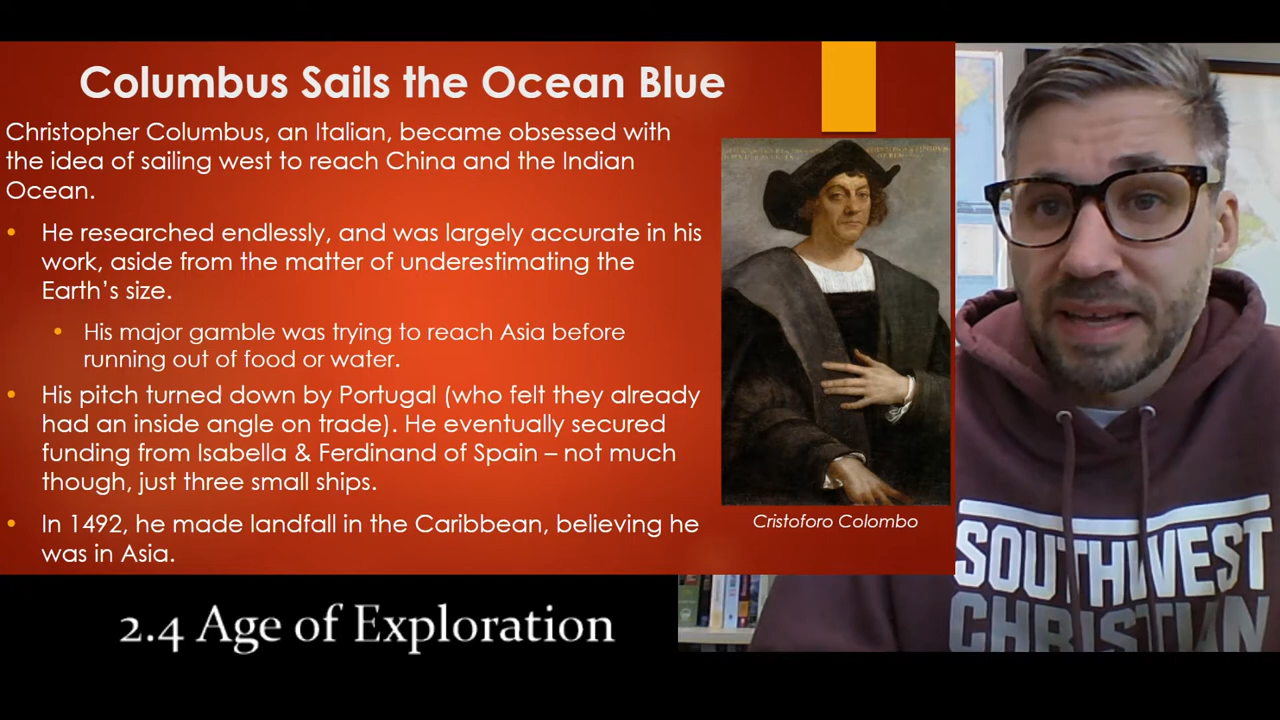 Columbus Sails the Ocean Blue
Christopher Columbus, an Italian, became obsessed with
the idea of sailing west to reach China and the Indian
Ocean.
• He researched endlessly, and was largely accurate in his
work, aside from the matter of underestimating the
Earth's size.
• His major gamble was trying to reach Asia before
running out of food or water.
• His pitch turned down by Portugal (who felt they already
had an inside angle on trade). He eventually secured
funding from Isabella & Ferdinand of Spain – not much
though, just three small ships.
• In 1492, he made landfall in the Caribbean, believing he
was in Asia.
Cristoforo Colombo
2.4 Age of Exploration
SOUTHWEST
CHRISTIAN